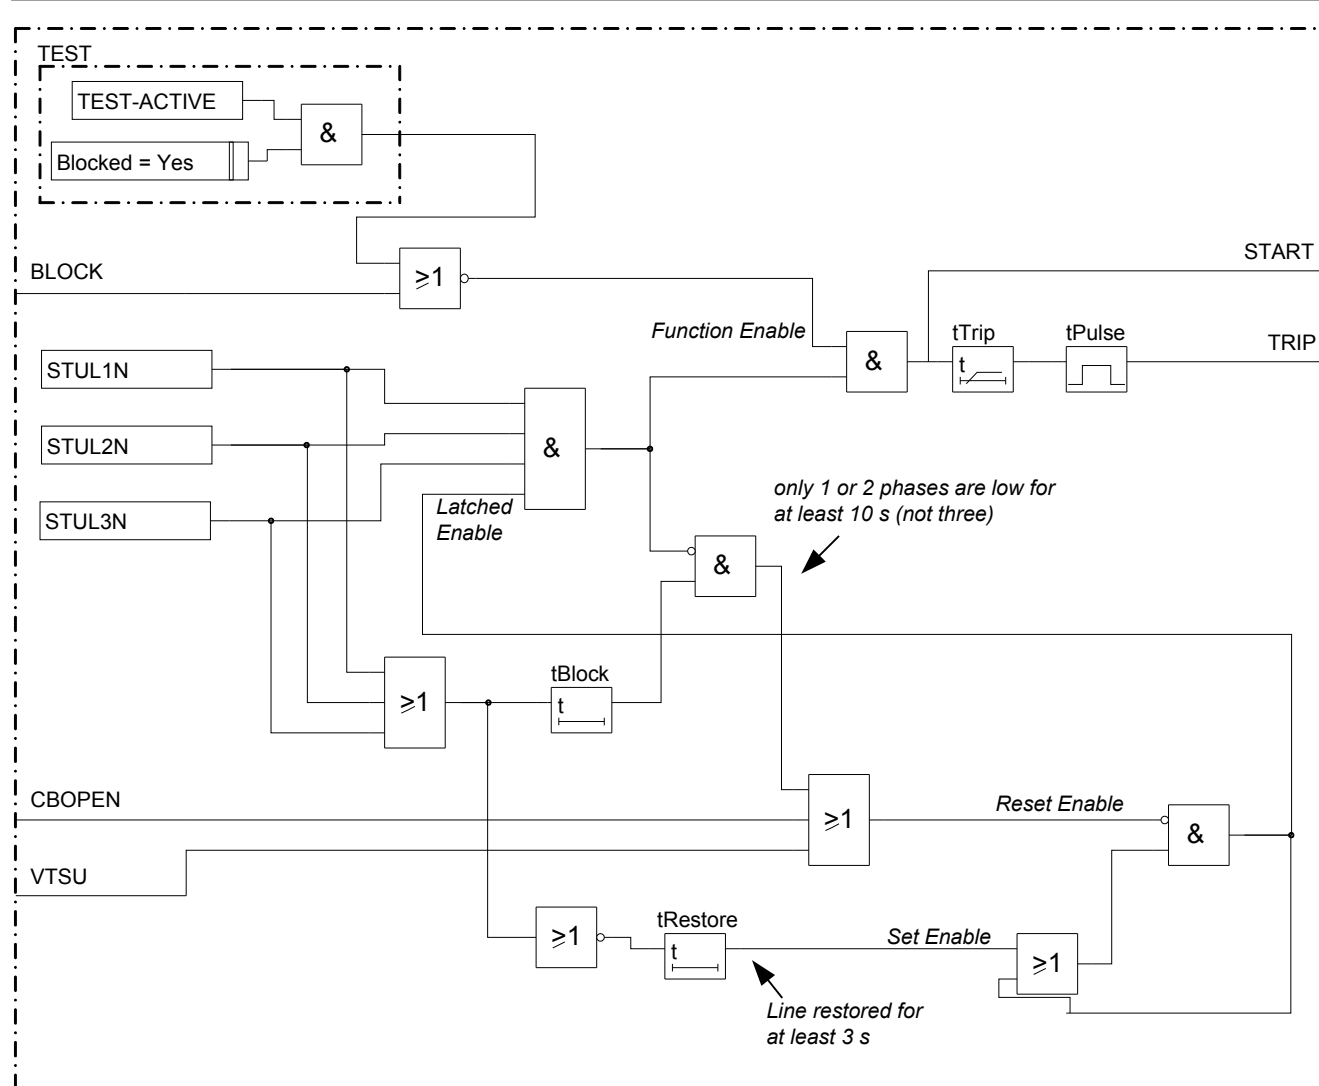 TEST
TEST-ACTIVE
&
Blocked = Yes
BLOCK
≥1
START
Function Enable
tTrip
tPulse
TRIP
&
t
STUL1N
STUL2N
&
STUL3N
Latched
Enable
only 1 or 2 phases are low for
at least 10 s (not three)
&
tBlock
≥1
t
CBOPEN
≥1
Reset Enable
&
VTSU
≥1
tRestore
t
Set Enable
≥1
Line restored for
at least 3 s